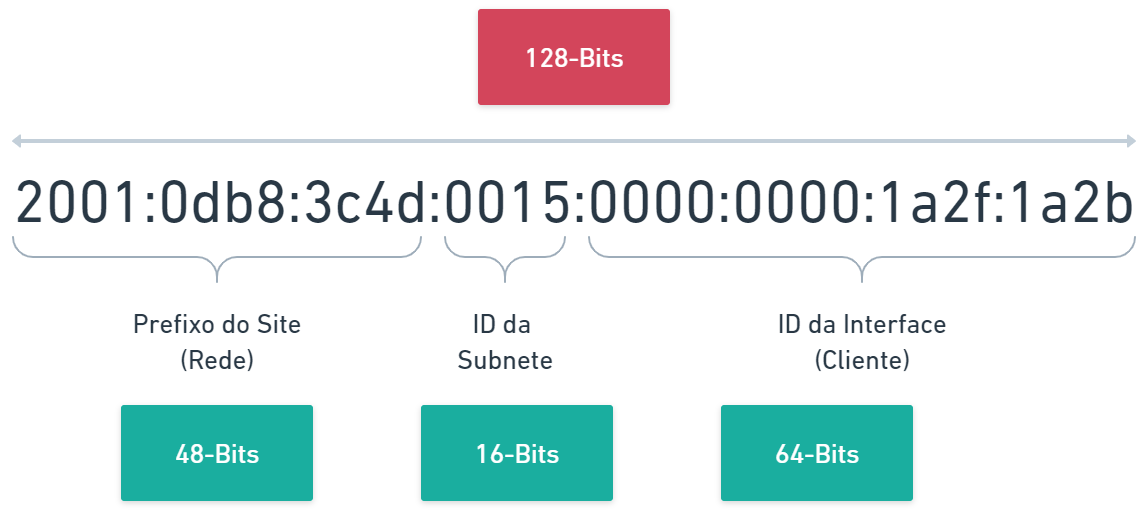 128-Bits
2001:0db8:3c4d:0015:0000:0000:1a2f:1a2b
Prefixo do Site
(Rede)
ID da
Subnete
ID da Interface
(Cliente)
48-Bits
16-Bits
64-Bits